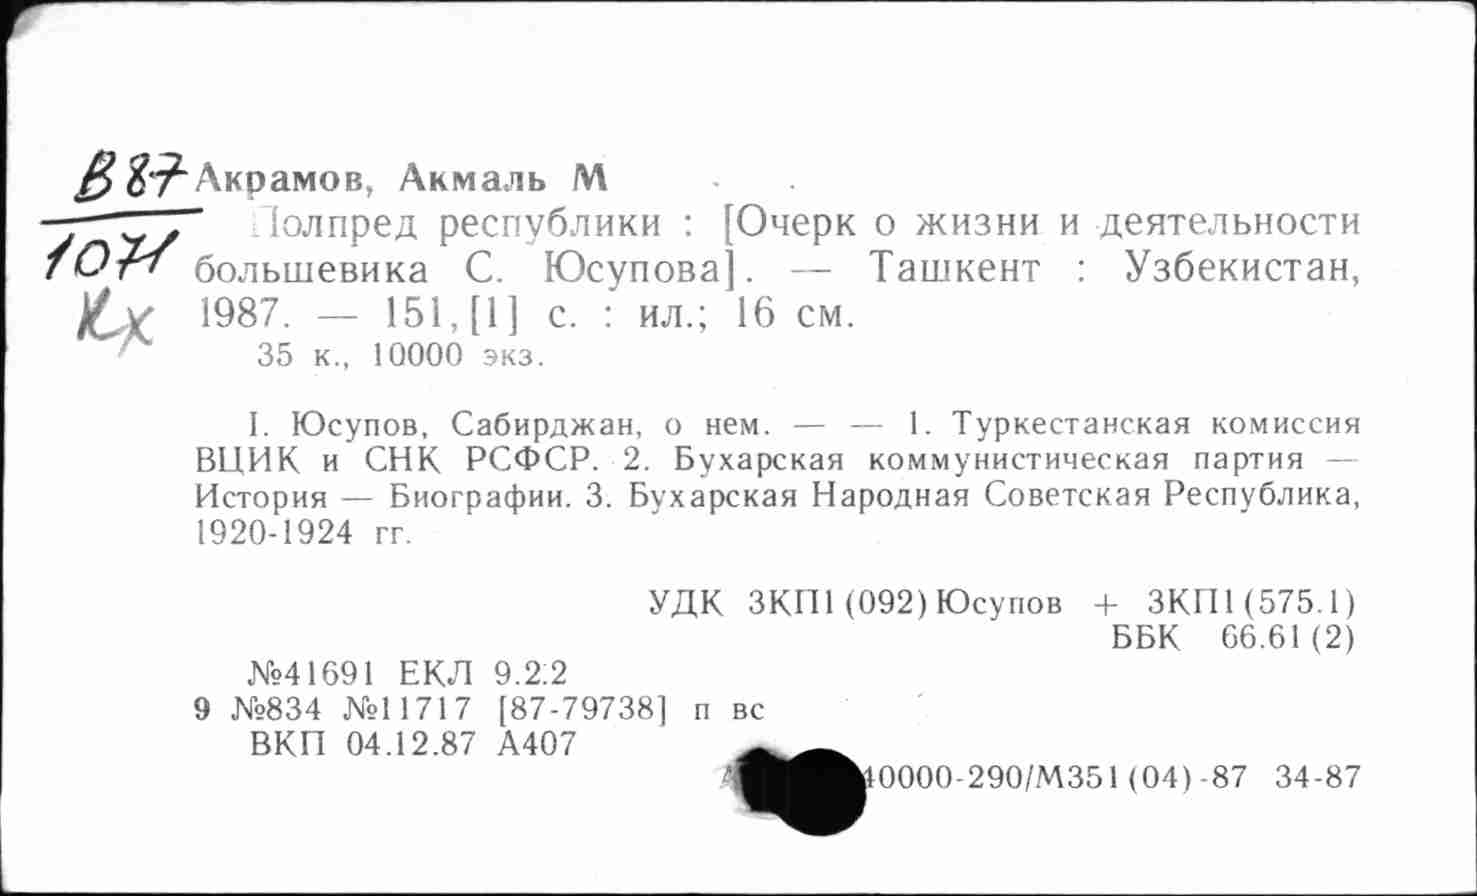 В 87
1071
Кх
Акрамов, Акмаль М
Полпред республики : [Очерк о жизни и деятельности
большевика С. Юсупова]. — Ташкент : Узбекистан,
1987. — 151,[1] с. : ил.; 16 см.
35 к., 10000 экз.
I. Юсупов, Сабирджан, о нем. — — 1. Туркестанская комиссия
ВЦИК и СНК РСФСР. 2. Бухарская коммунистическая партия —
История — Биографии. 3. Бухарская Народная Советская Республика,
1920-1924 гг.
УДК 3КП1(092)Юсупов + 3КП1(575.1)
ББК 66.61(2)
№41691 ЕКЛ 9.2.2
9 №834 №11717 [87-79738] п вс
ВКП 04.12.87 А407
40000-290/М351(04)-87 34-87